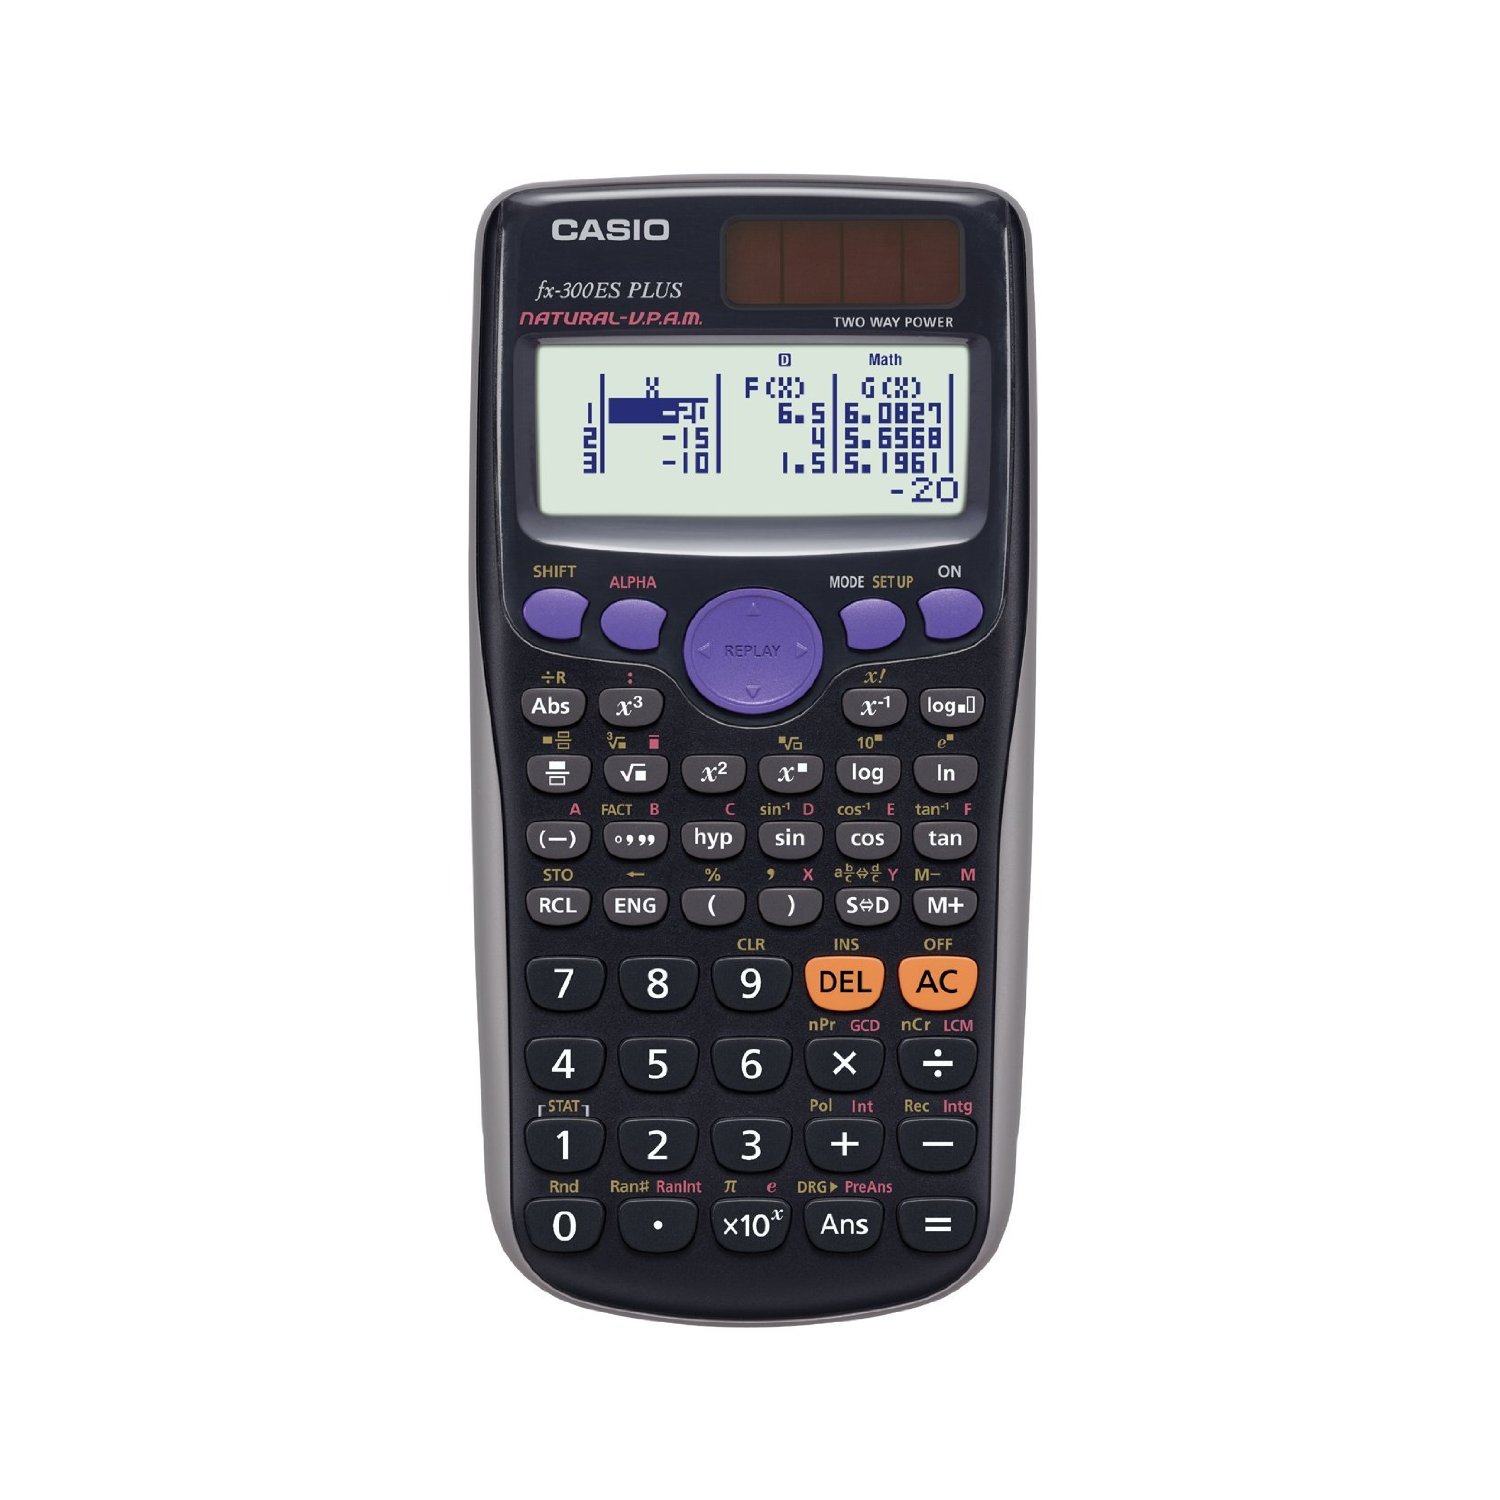 CASIO
fx-300ES PLUS
NATURAL-V.P.A.M.
TWO WAY POWER
D Math
X F(X) G(X)
1 -20 6.5 6.0827
2 -15 4 5.6568
3 -10 1.5 5.1961
-20
SHIFT ALPHA MODE SETUP ON
REPLAY
÷R : x!
Abs x³ x⁻¹ log■▯
■▯/▯ ³√■ ■ ■√▯ 10■ e■
■/▯ √■ x² x■ log ln
A FACT B C sin⁻¹ D cos⁻¹ E tan⁻¹ F
(−) °,,, hyp sin cos tan
STO ← % , X a b/c⇔d/c Y M− M
RCL ENG ( ) S⇔D M+
CLR INS OFF
7 8 9 DEL AC
nPr GCD nCr LCM
4 5 6 × ÷
STAT Pol Int Rec Intg
1 2 3 + −
Rnd Ran# RanInt π e DRG▶ PreAns
0 . ×10ˣ Ans =